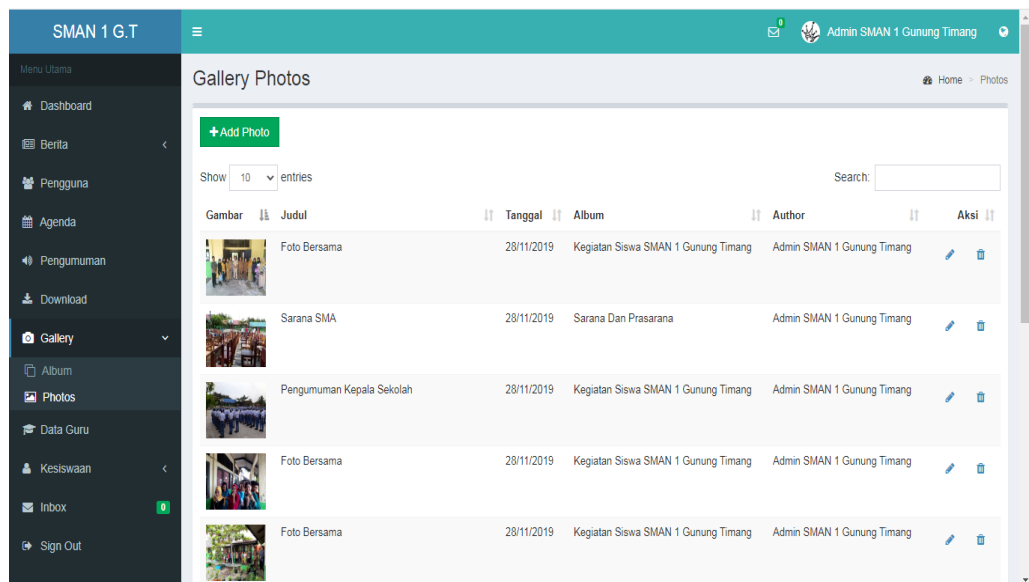 SMAN 1 G.T
0
Admin SMAN 1 Gunung Timang
Menu Utama
Dashboard
Berita
Pengguna
Agenda
Pengumuman
Download
Gallery
Album
Photos
Data Guru
Kesiswaan
Inbox 0
Sign Out
Gallery Photos
Home > Photos
+ Add Photo
Show 10 entries
Search:
Gambar Judul Tanggal Album Author Aksi
Foto Bersama 28/11/2019 Kegiatan Siswa SMAN 1 Gunung Timang Admin SMAN 1 Gunung Timang
Sarana SMA 28/11/2019 Sarana Dan Prasarana Admin SMAN 1 Gunung Timang
Pengumuman Kepala Sekolah 28/11/2019 Kegiatan Siswa SMAN 1 Gunung Timang Admin SMAN 1 Gunung Timang
Foto Bersama 28/11/2019 Kegiatan Siswa SMAN 1 Gunung Timang Admin SMAN 1 Gunung Timang
Foto Bersama 28/11/2019 Kegiatan Siswa SMAN 1 Gunung Timang Admin SMAN 1 Gunung Timang